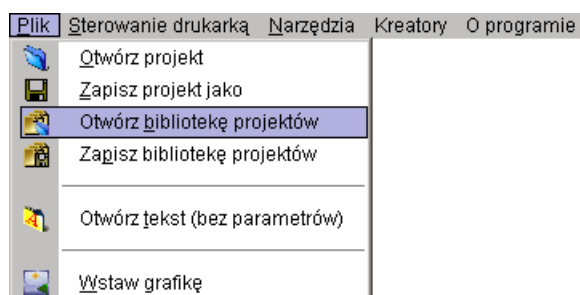 Plik Sterowanie drukarką Narzędzia Kreatory O programie
Otwórz projekt
Zapisz projekt jako
Otwórz bibliotekę projektów
Zapisz bibliotekę projektów
Otwórz tekst (bez parametrów)
Wstaw grafikę